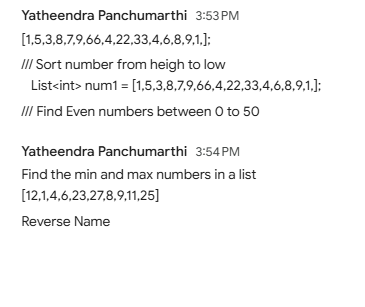 Yatheendra Panchumarthi 3:53 PM
[1,5,3,8,7,9,66,4,22,33,4,6,8,9,1,];
/// Sort number from heigh to low
List<int> num1 = [1,5,3,8,7,9,66,4,22,33,4,6,8,9,1,];
/// Find Even numbers between 0 to 50
Yatheendra Panchumarthi 3:54 PM
Find the min and max numbers in a list
[12,1,4,6,23,27,8,9,11,25]
Reverse Name